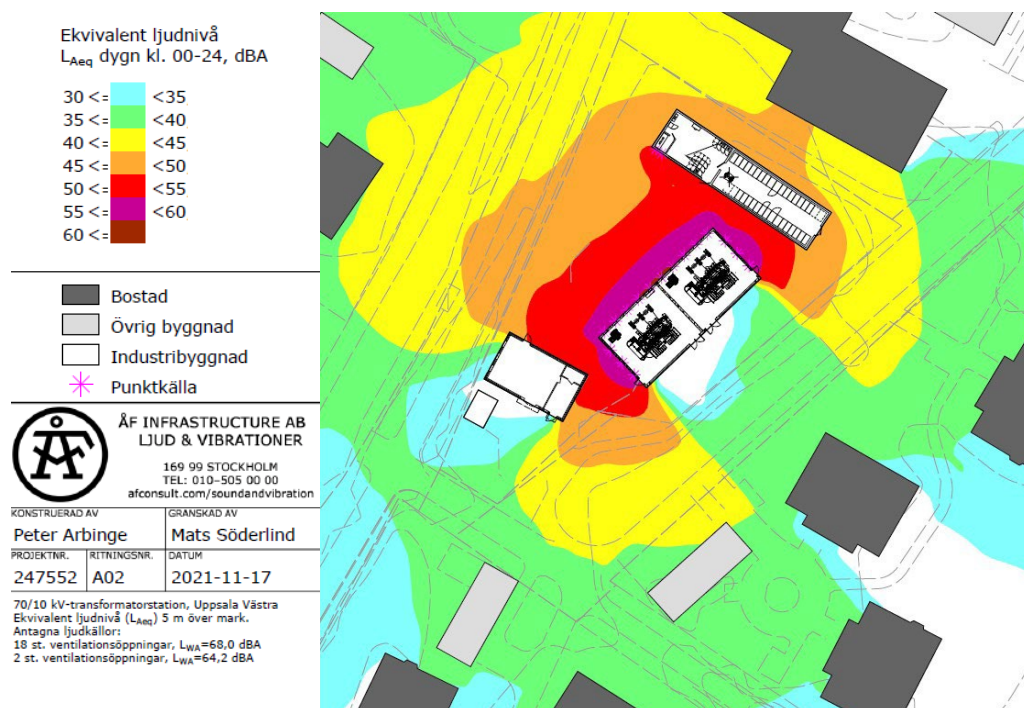 Ekvivalent ljudnivå
LAeq dygn kl. 00-24, dBA
30 <= <35
35 <= <40
40 <= <45
45 <= <50
50 <= <55
55 <= <60
60 <=
Bostad
Övrig byggnad
Industribyggnad
Punktkälla
ÅF
ÅF INFRASTRUCTURE AB
LJUD & VIBRATIONER
169 99 STOCKHOLM
TEL: 010-505 00 00
afconsult.com/soundandvibration
KONSTRUERAD AV GRANSKAD AV
Peter Arbinge Mats Söderlind
PROJEKTNR. RITNINGSNR. DATUM
247552 A02 2021-11-17
70/10 kV-transformatorstation, Uppsala Västra
Ekvivalent ljudnivå (LAeq) 5 m över mark.
Antagna ljudkällor:
18 st. ventilationsöppningar, LWA=68,0 dBA
2 st. ventilationsöppningar, LWA=64,2 dBA